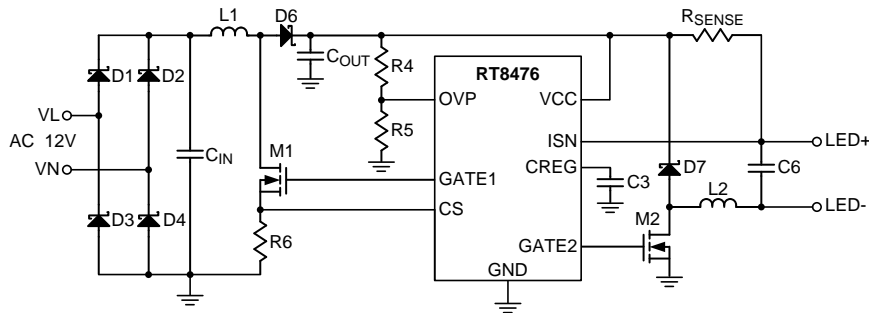 L1
D6
RSENSE
COUT
R4
RT8476
D1
D2
OVP
VCC
VL
R5
AC 12V
ISN
LED+
M1
VN
CIN
CREG
D7
C6
GATE1
C3
L2
D3
D4
CS
M2
LED-
R6
GATE2
GND